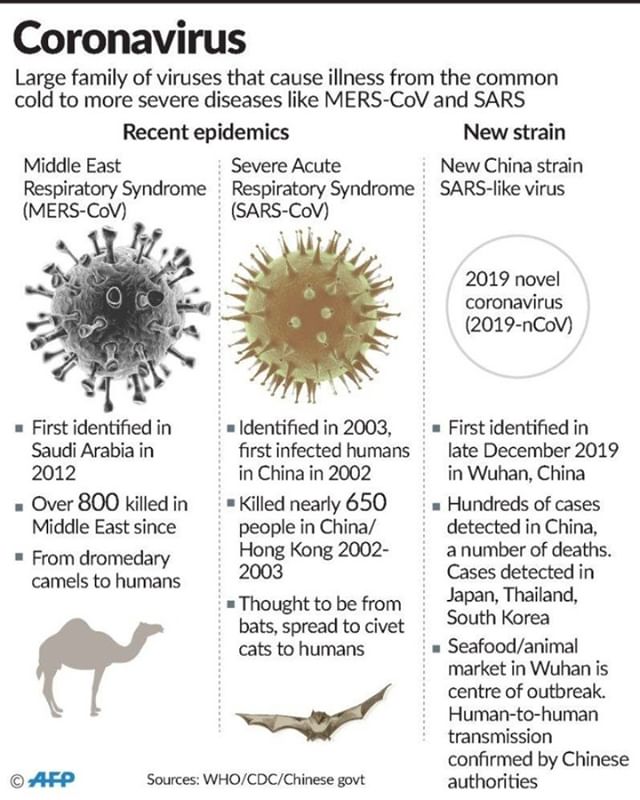 Coronavirus
Large family of viruses that cause illness from the common
cold to more severe diseases like MERS-CoV and SARS
Recent epidemics
New strain
Middle East
Respiratory Syndrome
(MERS-CoV)
Severe Acute
Respiratory Syndrome
(SARS-CoV)
New China strain
SARS-like virus
2019 novel
coronavirus
(2019-nCoV)
▪ First identified in
Saudi Arabia in
2012
▪ Over 800 killed in
Middle East since
▪ From dromedary
camels to humans
▪ Identified in 2003,
first infected humans
in China in 2002
▪ Killed nearly 650
people in China/
Hong Kong 2002-
2003
▪ Thought to be from
bats, spread to civet
cats to humans
▪ First identified in
late December 2019
in Wuhan, China
▪ Hundreds of cases
detected in China,
a number of deaths.
Cases detected in
Japan, Thailand,
South Korea
▪ Seafood/animal
market in Wuhan is
centre of outbreak.
Human-to-human
transmission
confirmed by Chinese
authorities
© AFP
Sources: WHO/CDC/Chinese govt